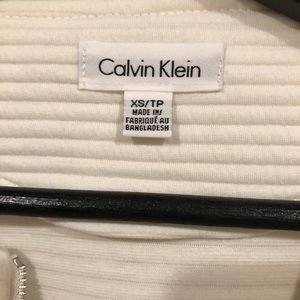 Calvin Klein
XS/TP
MADE IN/
FABRIQUÉ AU
BANGLADESH